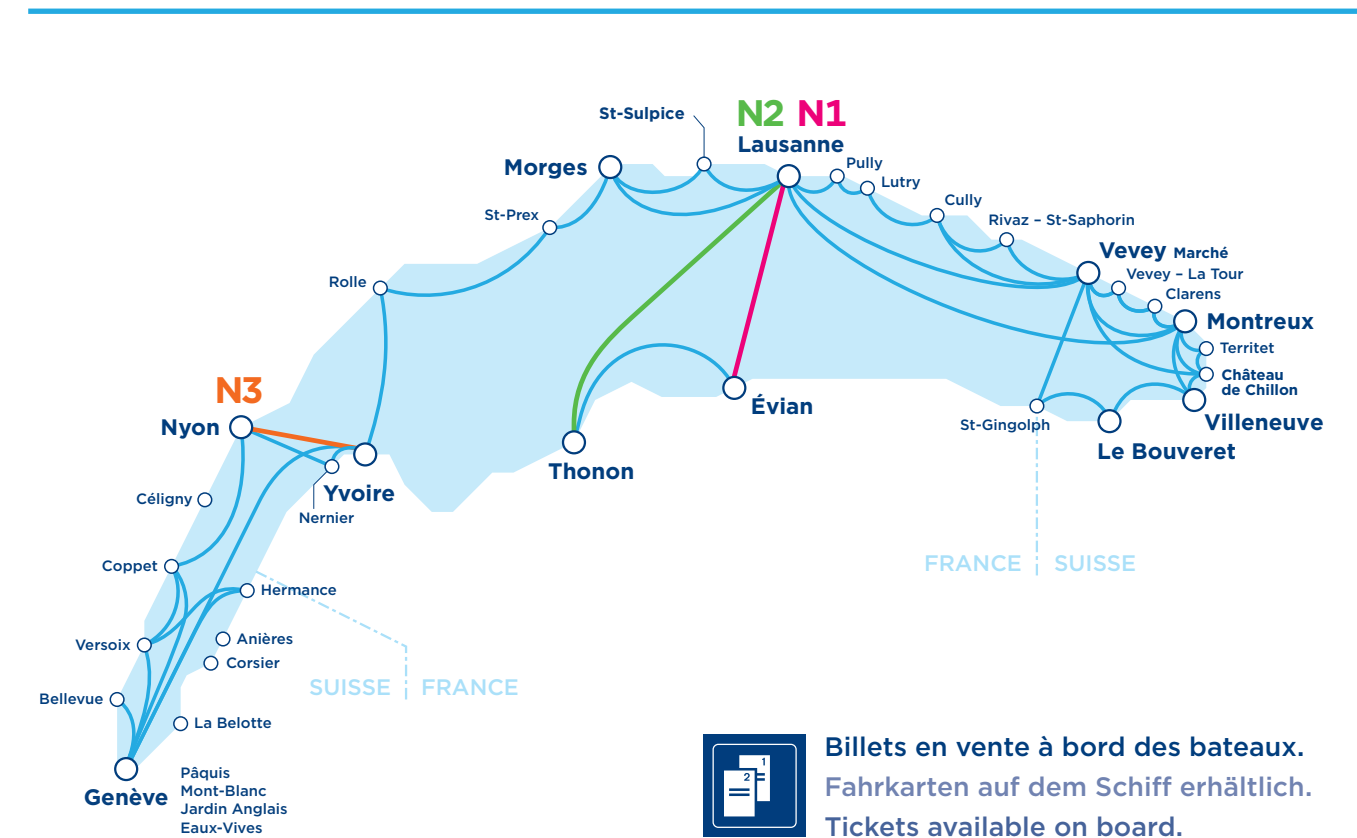 St-Sulpice
N2 N1
Lausanne
Morges
Pully
Lutry
Cully
St-Prex
Rivaz – St-Saphorin
Vevey Marché
Vevey – La Tour
Clarens
Rolle
Montreux
Territet
Château
de Chillon
N3
Nyon
Évian
St-Gingolph
Villeneuve
Le Bouveret
Thonon
Yvoire
Céligny
Nernier
FRANCE
SUISSE
Coppet
Hermance
Versoix
Anières
Corsier
SUISSE
FRANCE
Bellevue
La Belotte
Genève
Pâquis
Mont-Blanc
Jardin Anglais
Eaux-Vives
1
2
Billets en vente à bord des bateaux.
Fahrkarten auf dem Schiff erhältlich.
Tickets available on board.